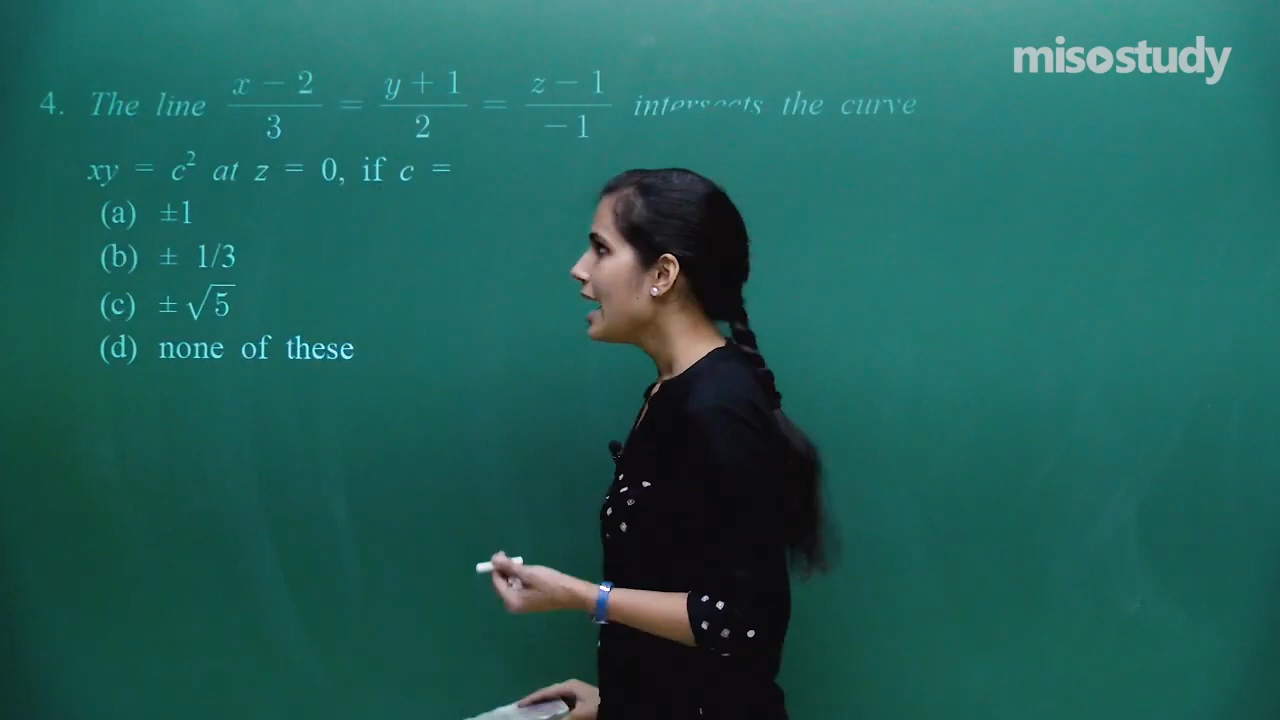 misostudy
4. The line x − 2 / 3 = y + 1 / 2 = z − 1 / −1 intersects the curve
xy = c² at z = 0, if c =
(a) ±1
(b) ± 1/3
(c) ± √5
(d) none of these